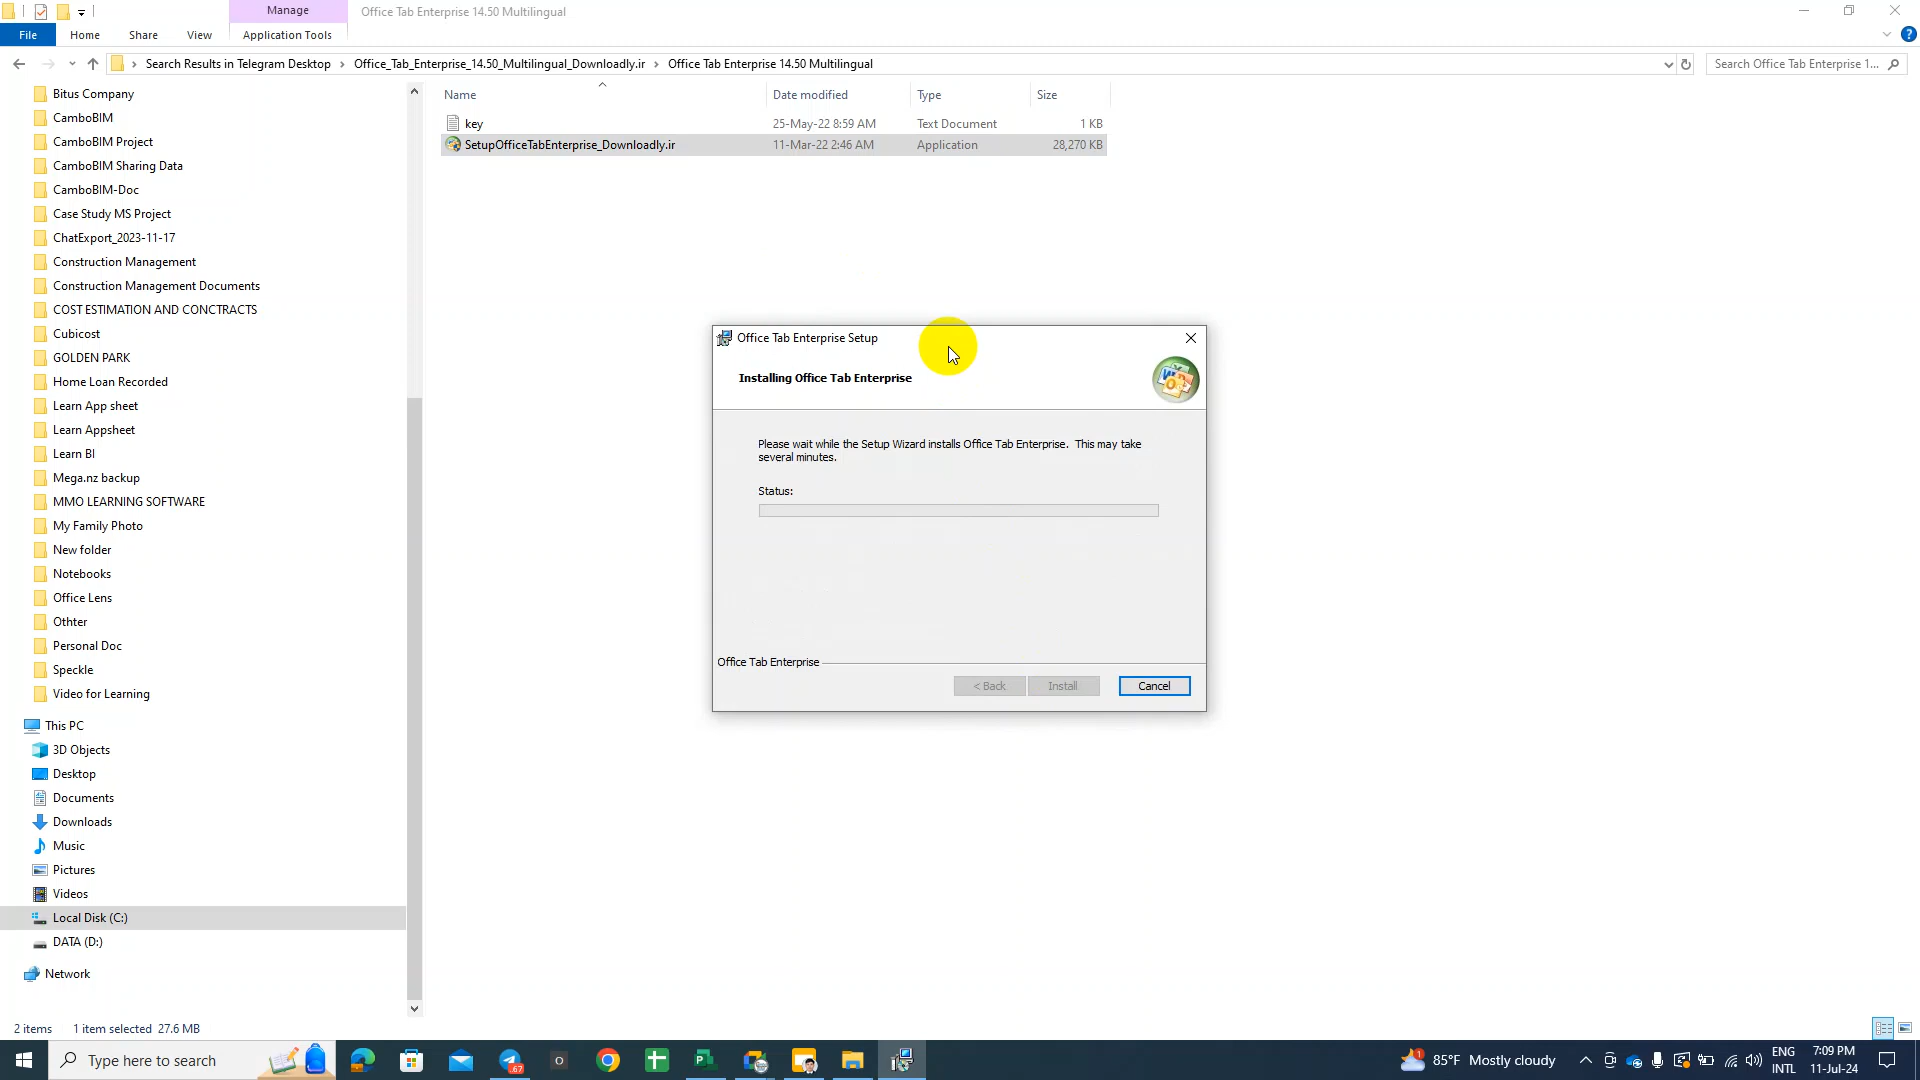 Manage
Office Tab Enterprise 14.50 Multilingual
File
Home
Share
View
Application Tools
Search Results in Telegram Desktop
Office_Tab_Enterprise_14.50_Multilingual_Downloadly.ir
Office Tab Enterprise 14.50 Multilingual
Search Office Tab Enterprise 1...
Name
Date modified
Type
Size
key
25-May-22 8:59 AM
Text Document
1 KB
SetupOfficeTabEnterprise_Downloadly.ir
11-Mar-22 2:46 AM
Application
28,270 KB
Bitus Company
CamboBIM
CamboBIM Project
CamboBIM Sharing Data
CamboBIM-Doc
Case Study MS Project
ChatExport_2023-11-17
Construction Management
Construction Management Documents
COST ESTIMATION AND CONCTRACTS
Cubicost
GOLDEN PARK
Home Loan Recorded
Learn App sheet
Learn Appsheet
Learn BI
Mega.nz backup
MMO LEARNING SOFTWARE
My Family Photo
New folder
Notebooks
Office Lens
Othter
Personal Doc
Speckle
Video for Learning
This PC
3D Objects
Desktop
Documents
Downloads
Music
Pictures
Videos
Local Disk (C:)
DATA (D:)
Network
Office Tab Enterprise Setup
Installing Office Tab Enterprise
Please wait while the Setup Wizard installs Office Tab Enterprise. This may take
several minutes.
Status:
Office Tab Enterprise
< Back
Install
Cancel
2 items
1 item selected 27.6 MB
Type here to search
85°F Mostly cloudy
ENG
INTL
7:09 PM
11-Jul-24